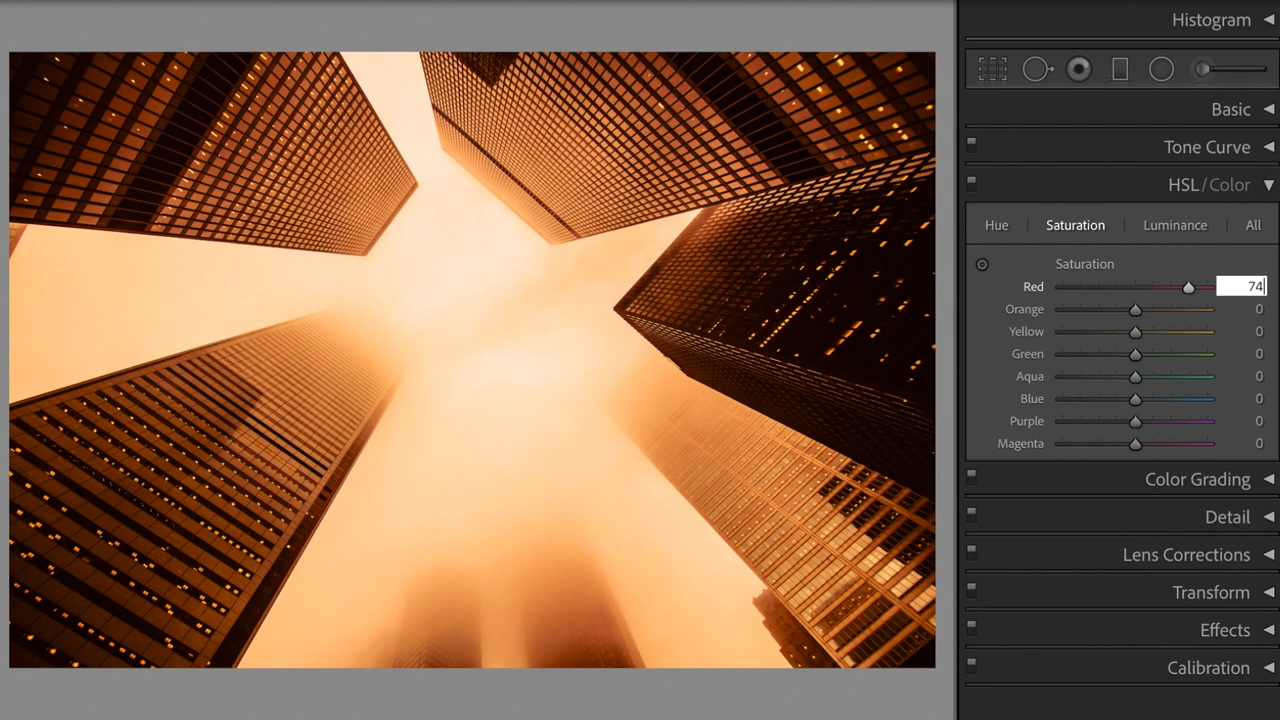 Histogram
Basic
Tone Curve
HSL / Color
Hue | Saturation | Luminance | All
Saturation
Red 74
Orange 0
Yellow 0
Green 0
Aqua 0
Blue 0
Purple 0
Magenta 0
Color Grading
Detail
Lens Corrections
Transform
Effects
Calibration